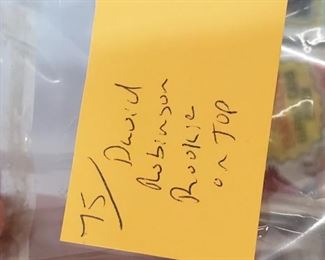 75/ David
Robinson
Rookie
on Top